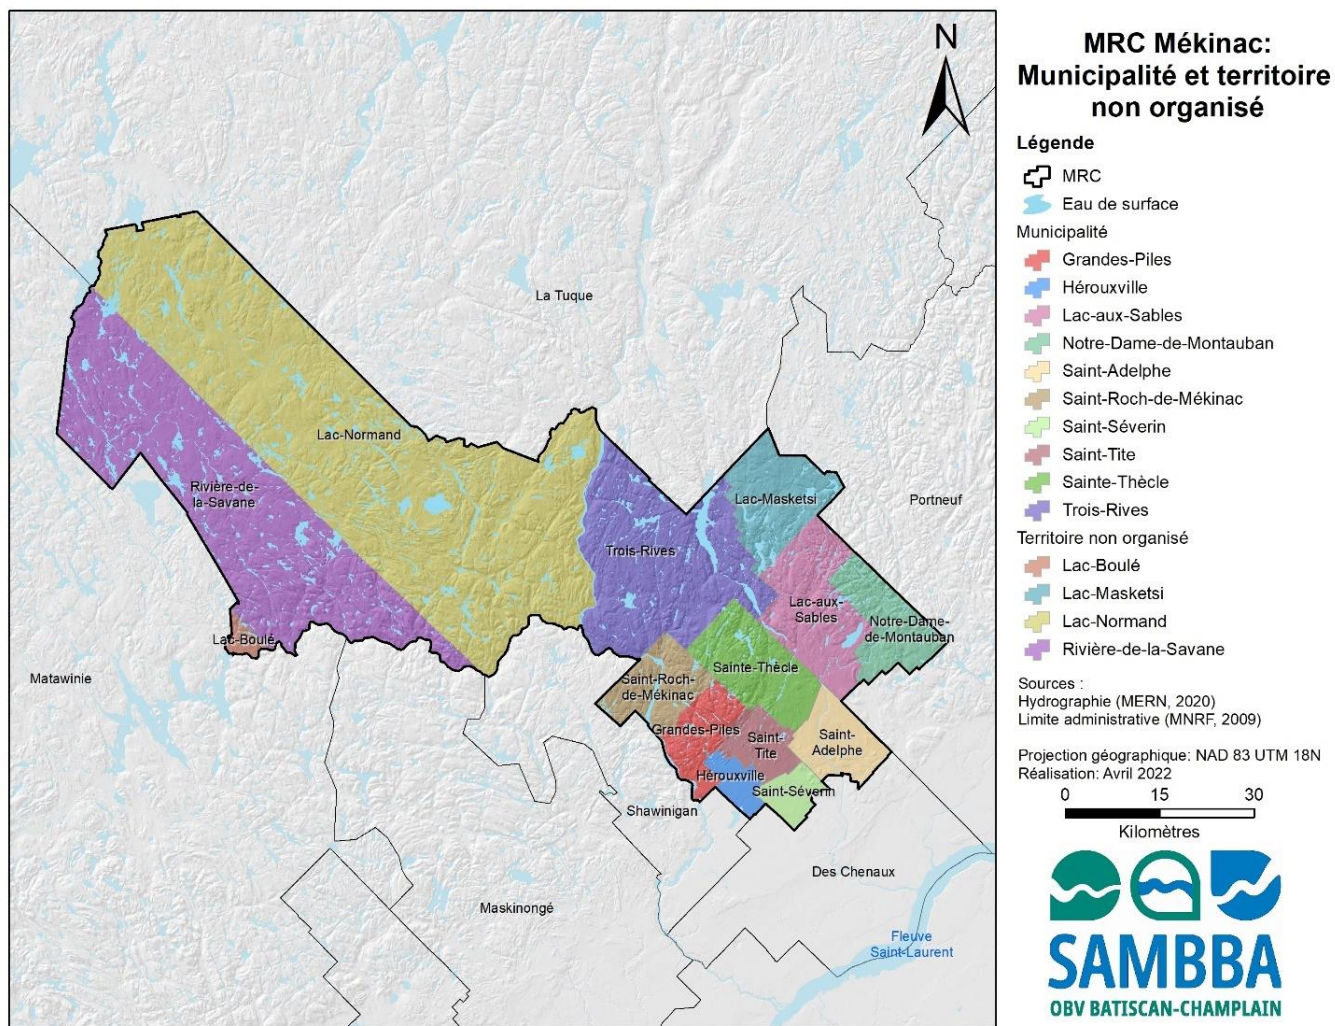 N
La Tuque
Lac-Normand
Rivière-de-
la-Savane
Lac-Masketsi
Portneuf
Trois-Rives
Lac-aux-
Sables
Notre-Dame-
de-Montauban
Lac-Boulé
Sainte-Thècle
Matawinie
Saint-Roch-
de-Mékinac
Grandes-Piles
Saint-
Tite
Saint-
Adelphe
Hérouxville
Saint-Séverin
Shawinigan
Des Chenaux
Maskinongé
Fleuve
Saint-Laurent
MRC Mékinac:
Municipalité et territoire
non organisé
Légende
MRC
Eau de surface
Municipalité
Grandes-Piles
Hérouxville
Lac-aux-Sables
Notre-Dame-de-Montauban
Saint-Adelphe
Saint-Roch-de-Mékinac
Saint-Séverin
Saint-Tite
Sainte-Thècle
Trois-Rives
Territoire non organisé
Lac-Boulé
Lac-Masketsi
Lac-Normand
Rivière-de-la-Savane
Sources :
Hydrographie (MERN, 2020)
Limite administrative (MNRF, 2009)
Projection géographique: NAD 83 UTM 18N
Réalisation: Avril 2022
0 15 30
Kilomètres
SAMBBA
OBV BATISCAN-CHAMPLAIN